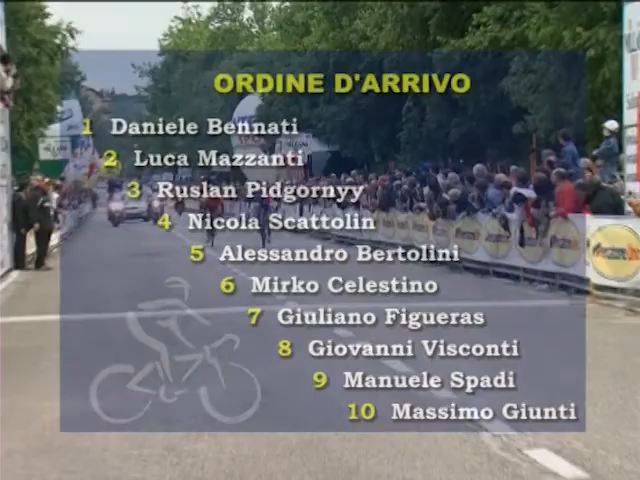 ORDINE D'ARRIVO
1 Daniele Bennati
2 Luca Mazzanti
3 Ruslan Pidgornyy
4 Nicola Scattolin
5 Alessandro Bertolini
6 Mirko Celestino
7 Giuliano Figueras
8 Giovanni Visconti
9 Manuele Spadi
10 Massimo Giunti